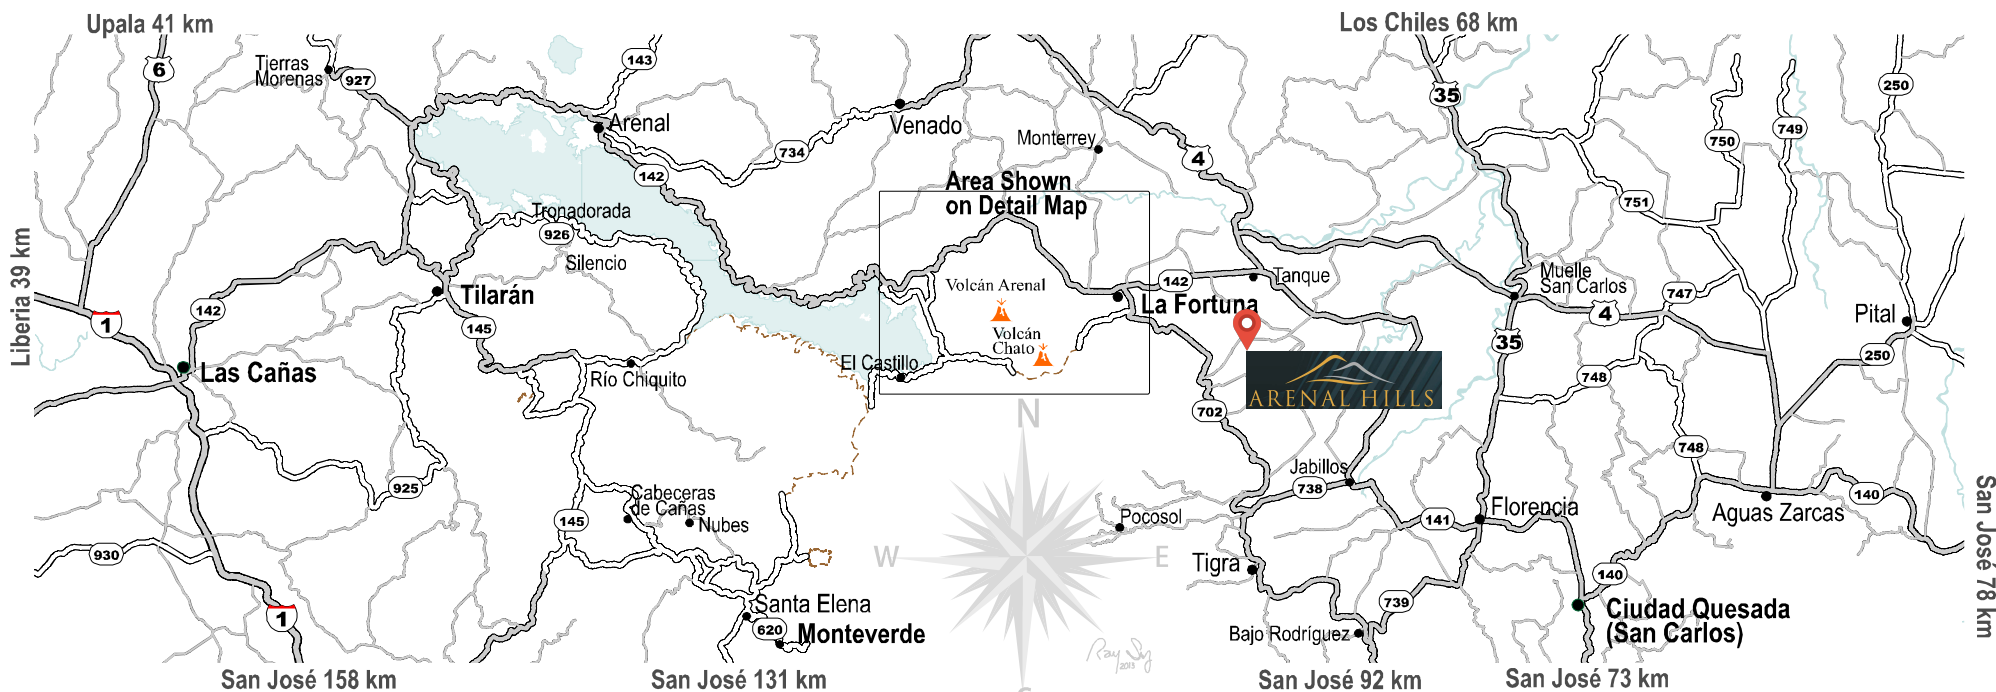 Upala 41 km
Los Chiles 68 km
6
Tierras
Morenas
927
143
35
250
Arenal
Venado
734
142
Monterrey
4
750
749
Area Shown
on Detail Map
751
Tronadorada
926
Silencio
Liberia 39 km
Tilarán
142
145
1
Las Cañas
Volcán Arenal
Volcán
Chato
142
Tanque
La Fortuna
Muelle
San Carlos
747
4
35
Pital
250
El Castillo
Río Chiquito
ARENAL HILLS
748
702
748
925
Jabillos
738
140
Cabeceras
de Cañas
Nubes
145
Pocosol
141
Florencia
Aguas Zarcas
San José 78 km
930
N
W
E
Tigra
140
1
Santa Elena
620
Monteverde
739
Bajo Rodríguez
Ciudad Quesada
(San Carlos)
Ray Sy
2013
San José 158 km
San José 131 km
San José 92 km
San José 73 km